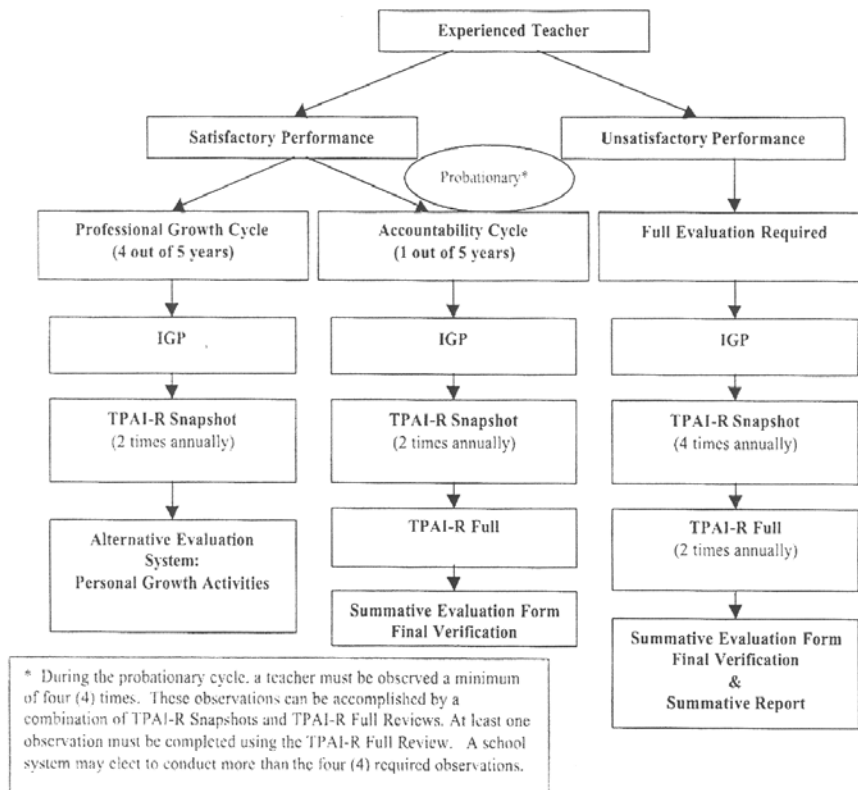 Experienced Teacher
Satisfactory Performance
Unsatisfactory Performance
Probationary*
Professional Growth Cycle
(4 out of 5 years)
Accountability Cycle
(1 out of 5 years)
Full Evaluation Required
IGP
IGP
IGP
TPAI-R Snapshot
(2 times annually)
TPAI-R Snapshot
(2 times annually)
TPAI-R Snapshot
(4 times annually)
Alternative Evaluation
System:
Personal Growth Activities
TPAI-R Full
TPAI-R Full
(2 times annually)
Summative Evaluation Form
Final Verification
Summative Evaluation Form
Final Verification
&
Summative Report
* During the probationary cycle, a teacher must be observed a minimum
of four (4) times. These observations can be accomplished by a
combination of TPAI-R Snapshots and TPAI-R Full Reviews. At least one
observation must be completed using the TPAI-R Full Review. A school
system may elect to conduct more than the four (4) required observations.